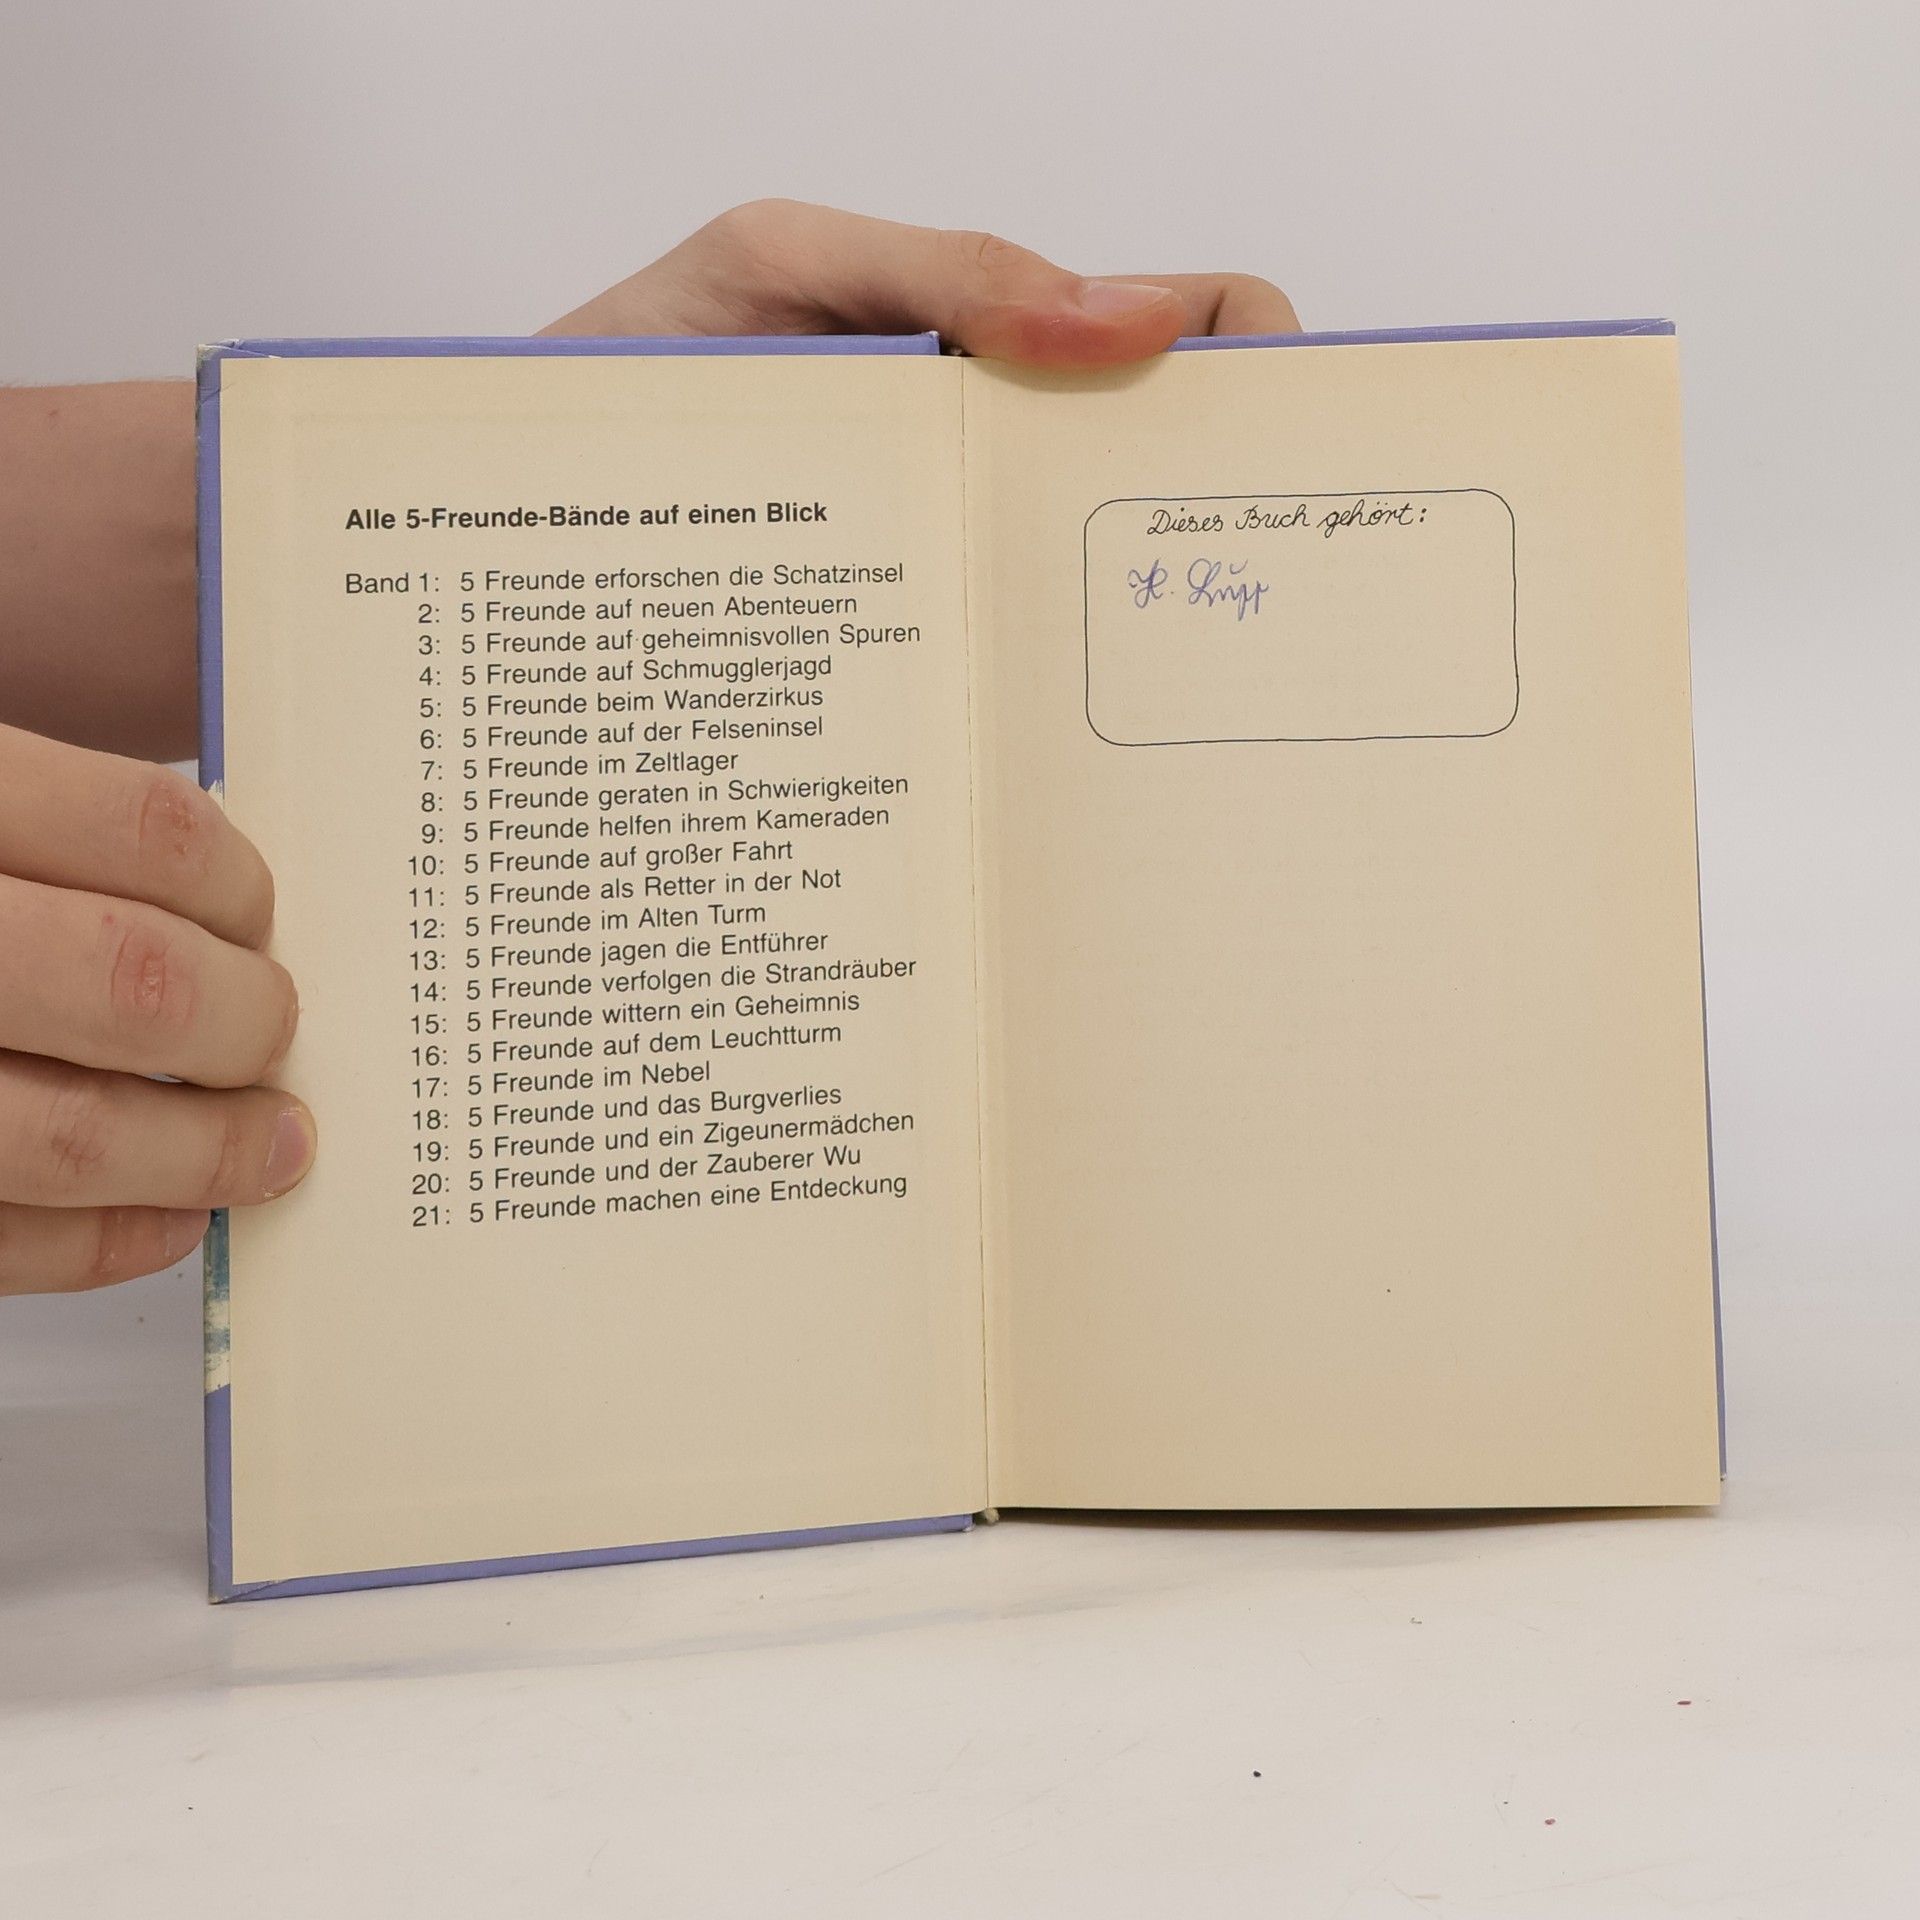 Alle 5-Freunde-Bände auf einen Blick
Band 1: 5 Freunde erforschen die Schatzinsel
2: 5 Freunde auf neuen Abenteuern
3: 5 Freunde auf geheimnisvollen Spuren
4: 5 Freunde auf Schmugglerjagd
5: 5 Freunde beim Wanderzirkus
6: 5 Freunde auf der Felseninsel
7: 5 Freunde im Zeltlager
8: 5 Freunde geraten in Schwierigkeiten
9: 5 Freunde helfen ihrem Kameraden
10: 5 Freunde auf großer Fahrt
11: 5 Freunde als Retter in der Not
12: 5 Freunde im Alten Turm
13: 5 Freunde jagen die Entführer
14: 5 Freunde verfolgen die Strandräuber
15: 5 Freunde wittern ein Geheimnis
16: 5 Freunde auf dem Leuchtturm
17: 5 Freunde im Nebel
18: 5 Freunde und das Burgverlies
19: 5 Freunde und ein Zigeunermädchen
20: 5 Freunde und der Zauberer Wu
21: 5 Freunde machen eine Entdeckung
Dieses Buch gehört: